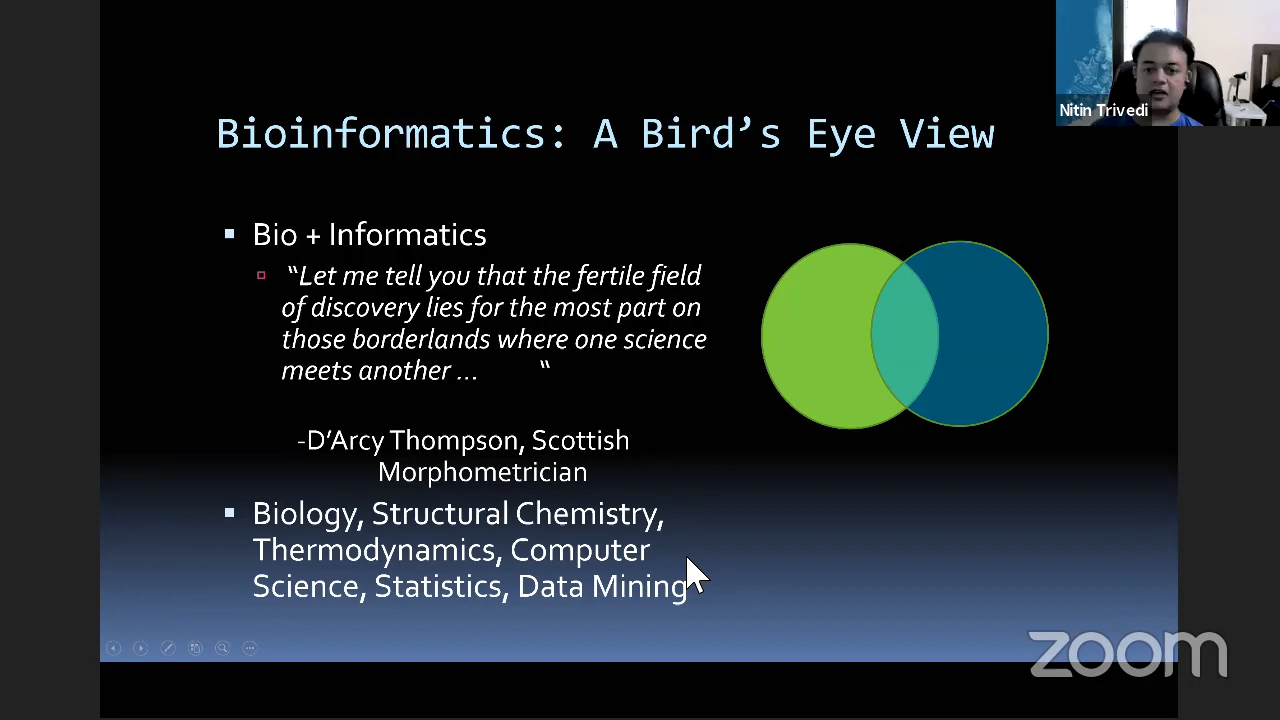 Nitin Trivedi
Bioinformatics: A Bird’s Eye View
Bio + Informatics
“Let me tell you that the fertile field
of discovery lies for the most part on
those borderlands where one science
meets another ... “
-D’Arcy Thompson, Scottish
Morphometrician
Biology, Structural Chemistry,
Thermodynamics, Computer
Science, Statistics, Data Mining
zoom